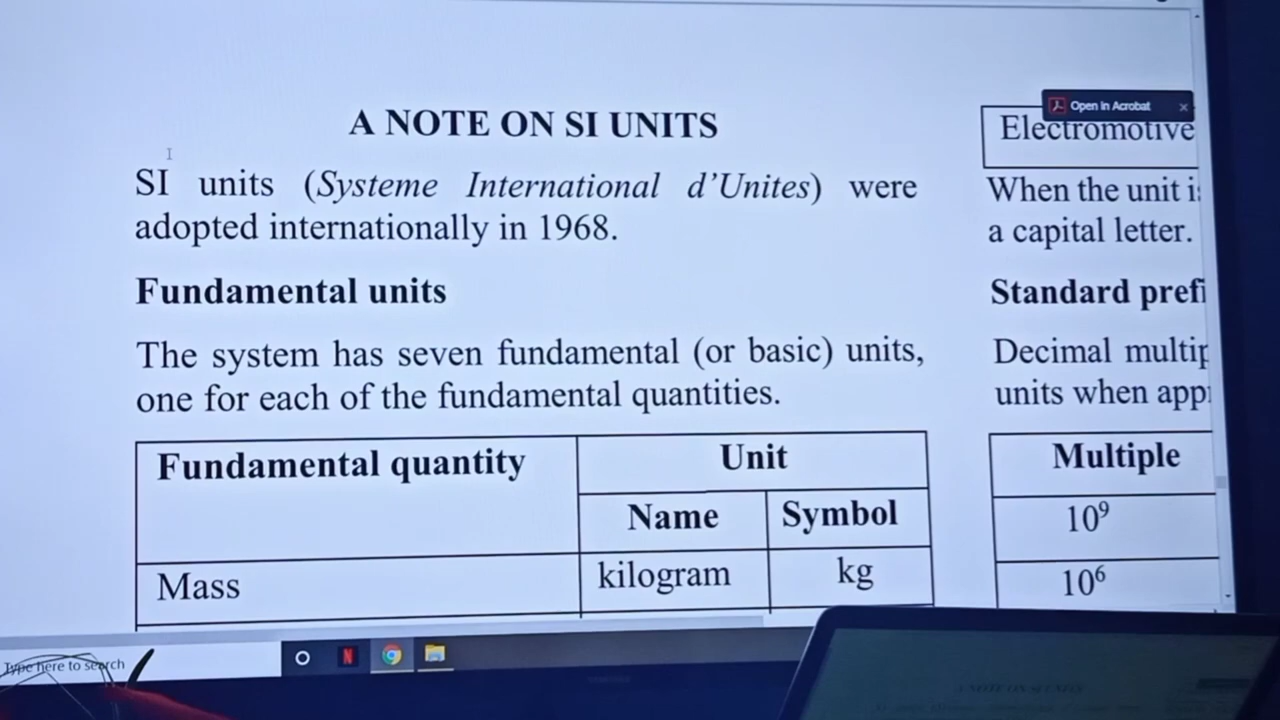 A NOTE ON SI UNITS
SI units (Systeme International d'Unites) were
adopted internationally in 1968.
Fundamental units
The system has seven fundamental (or basic) units,
one for each of the fundamental quantities.
Fundamental quantity
Unit
Name Symbol
Mass kilogram kg
Open in Acrobat ×
Electromotive
When the unit
a capital letter.
Standard prefi
Decimal multip
units when app
Multiple
10⁹
10⁶
Type here to search
N